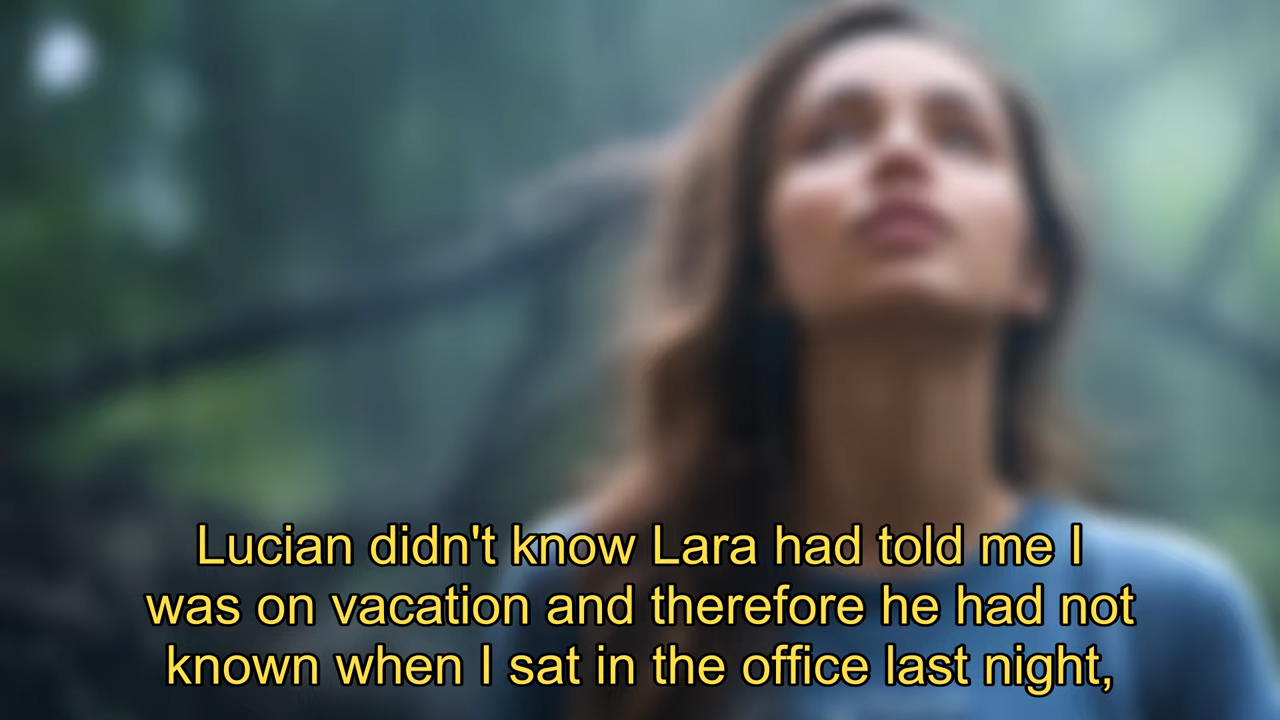 Lucian didn't know Lara had told me I
was on vacation and therefore he had not
known when I sat in the office last night,